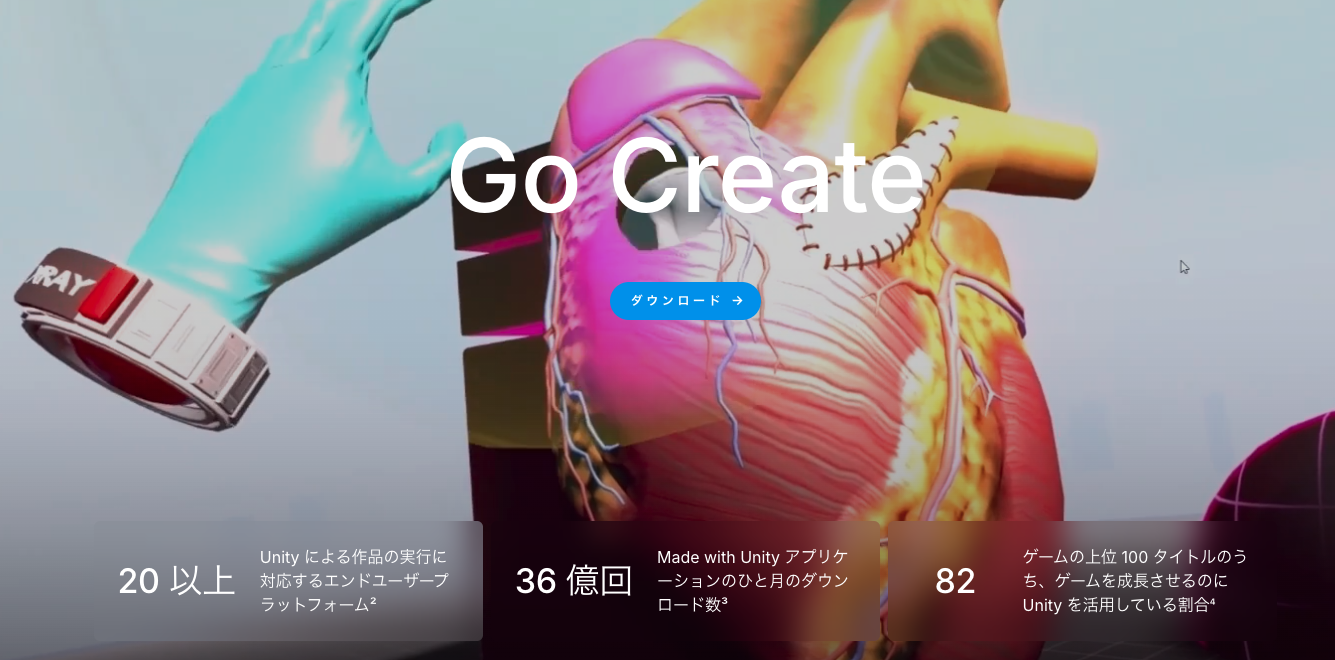 Go Create
ダウンロード →
20 以上
Unity による作品の実行に
対応するエンドユーザープ
ラットフォーム²
36 億回
Made with Unity アプリケ
ーションのひと月のダウン
ロード数³
82
ゲームの上位 100 タイトルのう
ち、ゲームを成長させるのに
Unity を活用している割合⁴